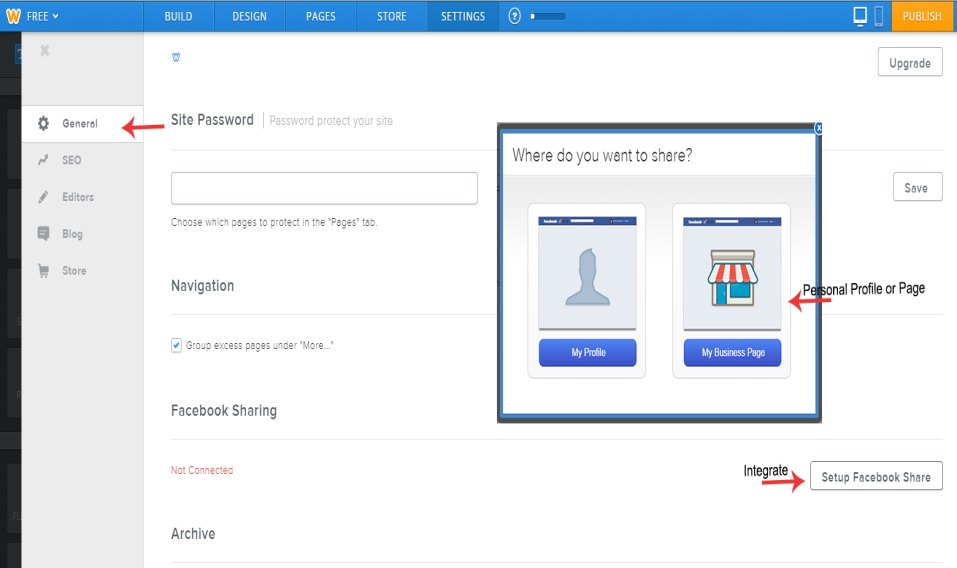 FREE
BUILD
DESIGN
PAGES
STORE
SETTINGS
?
PUBLISH
Upgrade
General
SEO
Editors
Blog
Store
Site Password | Password protect your site
Save
Choose which pages to protect in the "Pages" tab.
Navigation
Group excess pages under "More..."
Facebook Sharing
Not Connected
Integrate
Setup Facebook Share
Archive
Where do you want to share?
My Profile
My Business Page
Personal Profile or Page